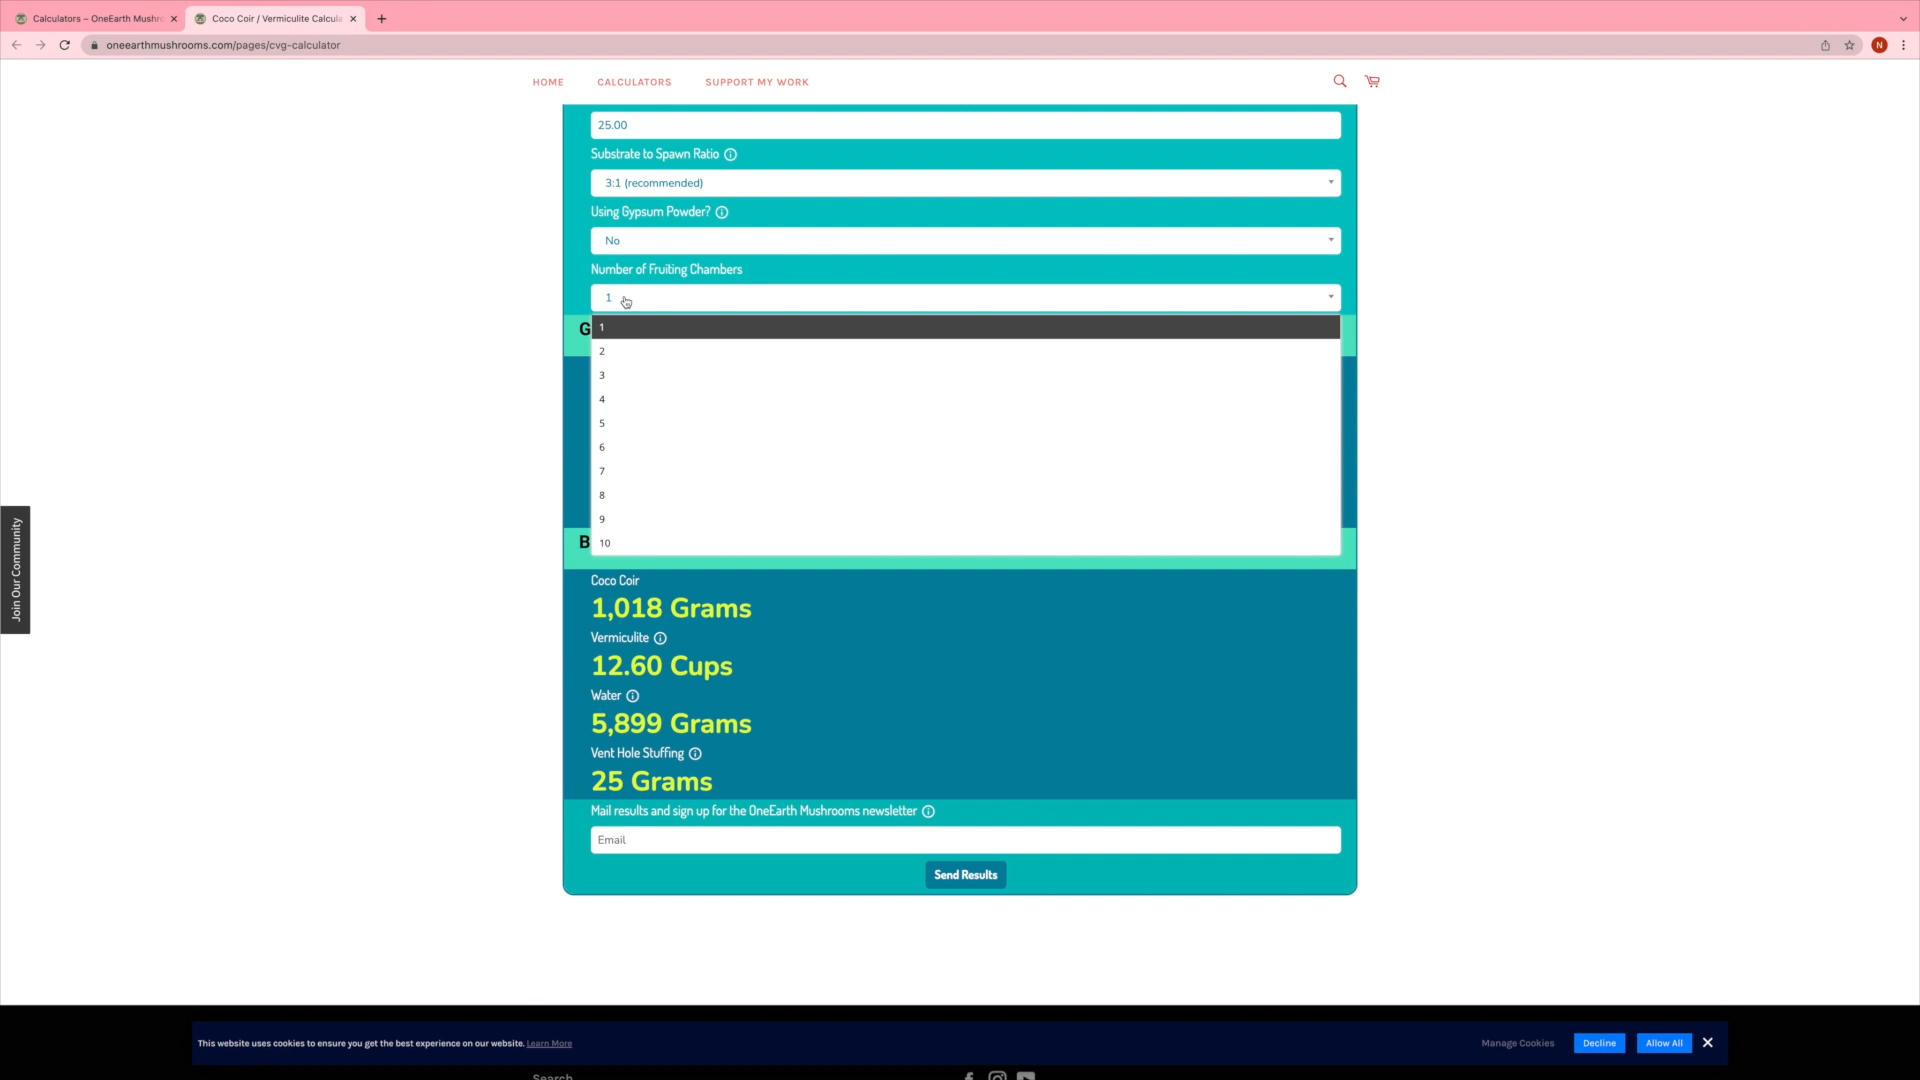 Calculators – OneEarth Mushro
Coco Coir / Vermiculite Calcula
oneearthmushrooms.com/pages/cvg-calculator
N
HOME
CALCULATORS
SUPPORT MY WORK
25.00
Substrate to Spawn Ratio
3:1 (recommended)
Using Gypsum Powder?
No
Number of Fruiting Chambers
1
G
1
2
3
4
5
6
7
8
9
10
B
Join Our Community
Coco Coir
1,018 Grams
Vermiculite
12.60 Cups
Water
5,899 Grams
Vent Hole Stuffing
25 Grams
Mail results and sign up for the OneEarth Mushrooms newsletter
Email
Send Results
This website uses cookies to ensure you get the best experience on our website. Learn More
Manage Cookies
Decline
Allow All
Search